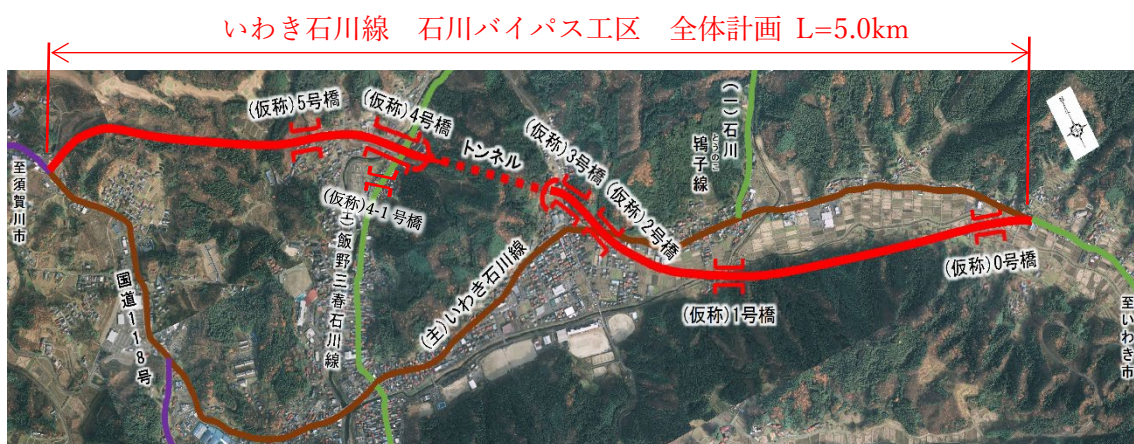 いわき石川線　石川バイパス工区　全体計画 L=5.0km
(仮称)5号橋
(仮称)4号橋
トンネル
(仮称)3号橋
(仮称)2号橋
(一)石川
とらのこ
鴇子線
至須賀川市
(仮称)4-1号橋
飯野三春石川線
(主)いわき石川線
国道118号
(仮称)1号橋
(仮称)0号橋
至いわき市